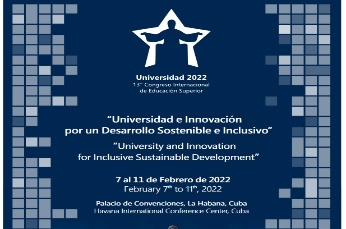 Universidad 2022
13er Congreso Internacional
de Educación Superior
“Universidad e Innovación
por un Desarrollo Sostenible e Inclusivo”
“University and Innovation
for Inclusive Sustainable Development”
7 al 11 de Febrero de 2022
February 7th to 11th, 2022
Palacio de Convenciones, La Habana, Cuba
Havana International Conference Center, Cuba